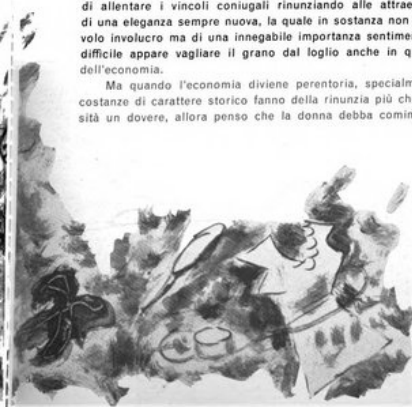 di allentare i vincoli coniugali rinunziando alle attrae
di una eleganza sempre nuova, la quale in sostanza non
volo involucro ma di una innegabile importanza sentime
difficile appare vagliare il grano dal loglio anche in q
dell'economia.
Ma quando l'economia diviene perentoria, specialm
costanze di carattere storico fanno della rinunzia più ch
sità un dovere, allora penso che la donna debba comin